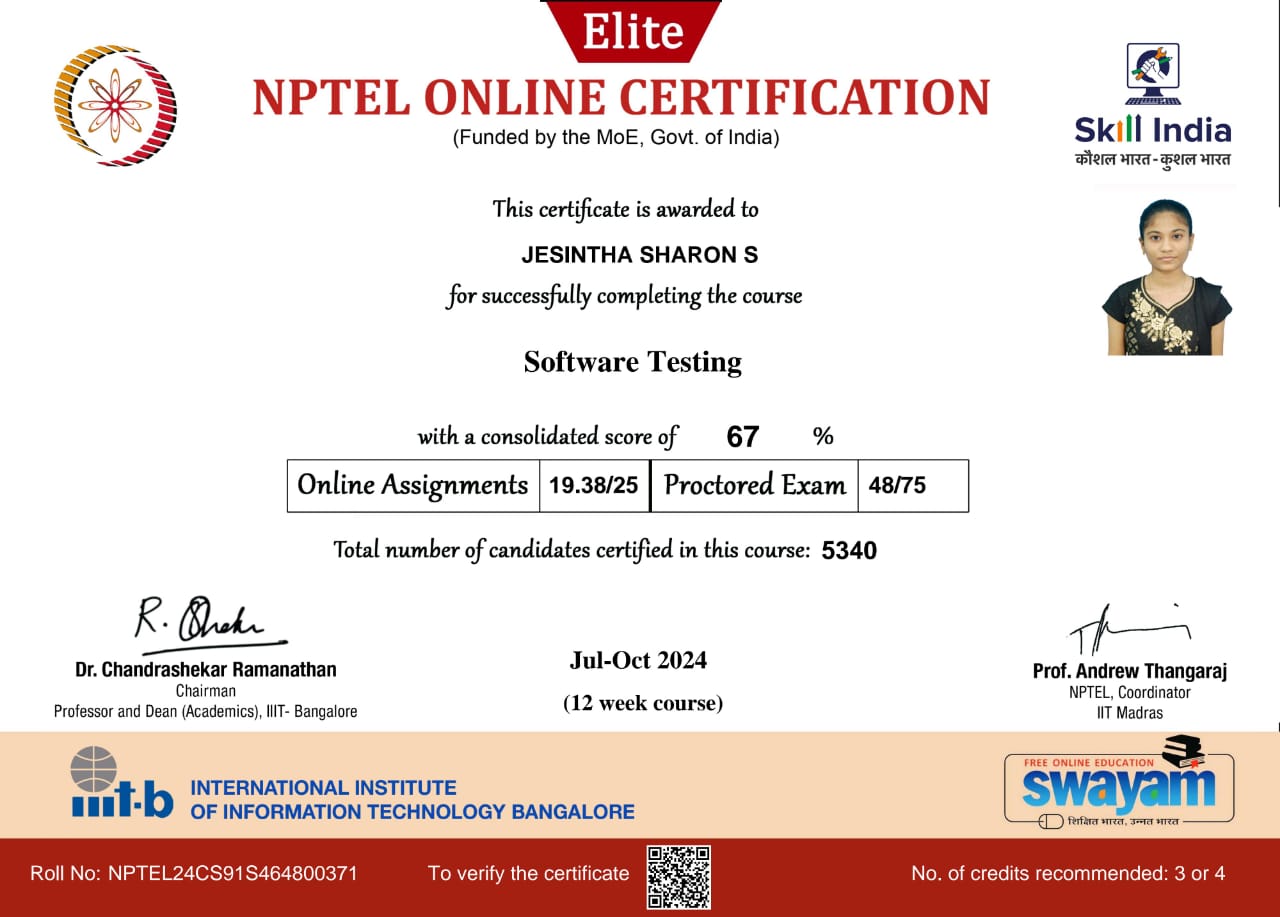 Elite
NPTEL ONLINE CERTIFICATION
(Funded by the MoE, Govt. of India)
Skill India
कौशल भारत - कुशल भारत
This certificate is awarded to
JESINTHA SHARON S
for successfully completing the course
Software Testing
with a consolidated score of 67 %
Online Assignments 19.38/25 Proctored Exam 48/75
Total number of candidates certified in this course: 5340
R. Shekar
Dr. Chandrashekar Ramanathan
Chairman
Professor and Dean (Academics), IIIT- Bangalore
Jul-Oct 2024
(12 week course)
Prof. Andrew Thangaraj
NPTEL, Coordinator
IIT Madras
iiit-b
INTERNATIONAL INSTITUTE
OF INFORMATION TECHNOLOGY BANGALORE
FREE ONLINE EDUCATION
swayam
शिक्षित भारत, उन्नत भारत
Roll No: NPTEL24CS91S464800371
To verify the certificate
No. of credits recommended: 3 or 4